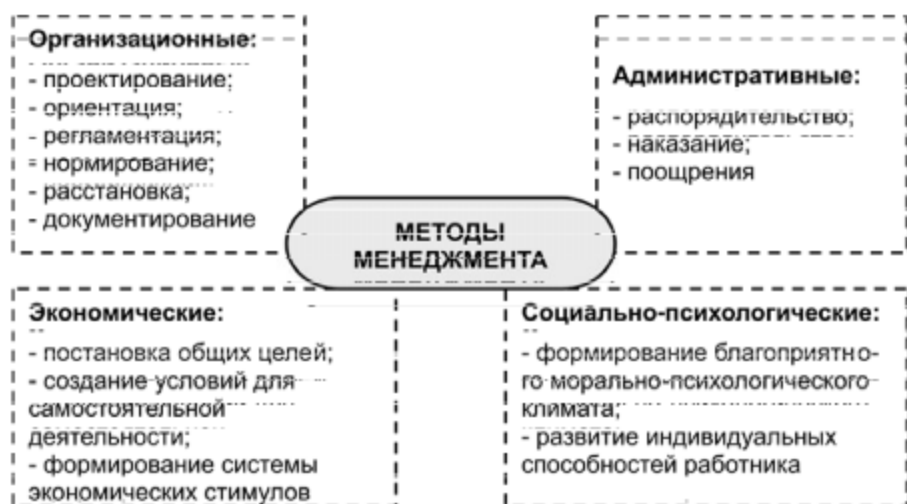 Организационные:
- проектирование;
- ориентация;
- регламентация;
- нормирование;
- расстановка;
- документирование
Административные:
- распорядительство;
- наказание;
- поощрения
МЕТОДЫ
МЕНЕДЖМЕНТА
Экономические:
- постановка общих целей;
- создание условий для
самостоятельной
деятельности;
- формирование системы
экономических стимулов
Социально-психологические:
- формирование благоприятно-
го морально-психологического
климата;
- развитие индивидуальных
способностей работника